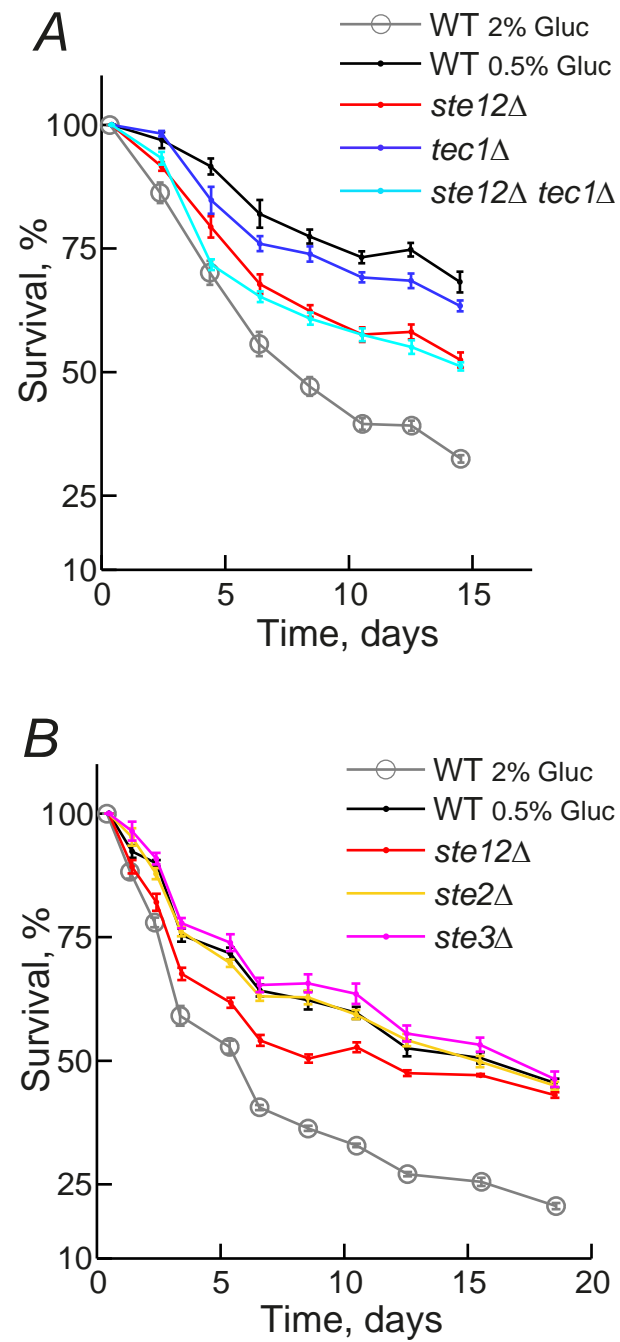 A
WT 2% Gluc
WT 0.5% Gluc
ste12Δ
tec1Δ
ste12Δ tec1Δ
Survival, %
100
75
50
25
10
0 5 10 15
Time, days
B
WT 2% Gluc
WT 0.5% Gluc
ste12Δ
ste2Δ
ste3Δ
Survival, %
100
75
50
25
10
0 5 10 15 20
Time, days